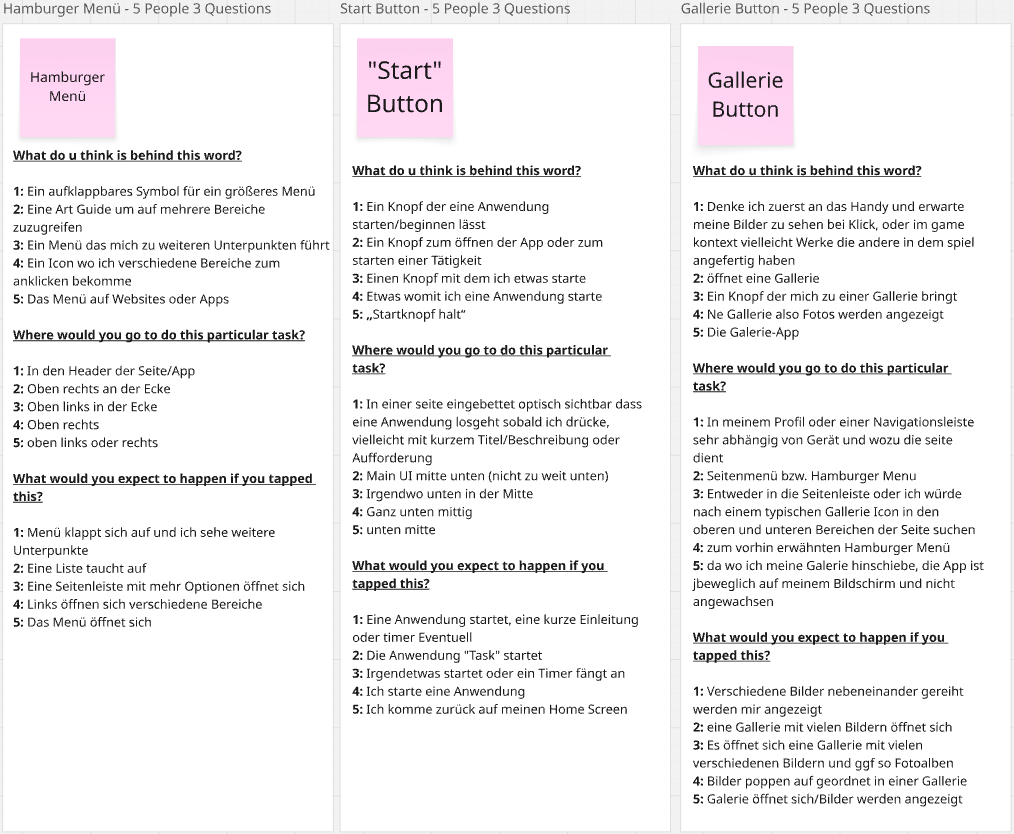 Hamburger Menü - 5 People 3 Questions
Hamburger
Menü
What do u think is behind this word?
1: Ein aufklappbares Symbol für ein größeres Menü
2: Eine Art Guide um auf mehrere Bereiche
zuzugreifen
3: Ein Menü das mich zu weiteren Unterpunkten führt
4: Ein Icon wo ich verschiedene Bereiche zum
anklicken bekomme
5: Das Menü auf Websites oder Apps
Where would you go to do this particular task?
1: In den Header der Seite/App
2: Oben rechts an der Ecke
3: Oben links in der Ecke
4: Oben rechts
5: oben links oder rechts
What would you expect to happen if you tapped
this?
1: Menü klappt sich auf und ich sehe weitere
Unterpunkte
2: Eine Liste taucht auf
3: Eine Seitenleiste mit mehr Optionen öffnet sich
4: Links öffnen sich verschiedene Bereiche
5: Das Menü öffnet sich
Start Button - 5 People 3 Questions
"Start"
Button
What do u think is behind this word?
1: Ein Knopf der eine Anwendung
starten/beginnen lässt
2: Ein Knopf zum öffnen der App oder zum
starten einer Tätigkeit
3: Einen Knopf mit dem ich etwas starte
4: Etwas womit ich eine Anwendung starte
5: „Startknopf halt“
Where would you go to do this particular
task?
1: In einer seite eingebettet optisch sichtbar dass
eine Anwendung losgeht sobald ich drücke,
vielleicht mit kurzem Titel/Beschreibung oder
Aufforderung
2: Main UI mitte unten (nicht zu weit unten)
3: Irgendwo unten in der Mitte
4: Ganz unten mittig
5: unten mitte
What would you expect to happen if you
tapped this?
1: Eine Anwendung startet, eine kurze Einleitung
oder timer Eventuell
2: Die Anwendung "Task" startet
3: Irgendetwas startet oder ein Timer fängt an
4: Ich starte eine Anwendung
5: Ich komme zurück auf meinen Home Screen
Gallerie Button - 5 People 3 Questions
Gallerie
Button
What do u think is behind this word?
1: Denke ich zuerst an das Handy und erwarte
meine Bilder zu sehen bei Klick, oder im game
kontext vielleicht Werke die andere in dem spiel
angefertig haben
2: öffnet eine Gallerie
3: Ein Knopf der mich zu einer Gallerie bringt
4: Ne Gallerie also Fotos werden angezeigt
5: Die Galerie-App
Where would you go to do this particular
task?
1: In meinem Profil oder einer Navigationsleiste
sehr abhängig von Gerät und wozu die seite
dient
2: Seitenmenü bzw. Hamburger Menu
3: Entweder in die Seitenleiste oder ich würde
nach einem typischen Gallerie Icon in den
oberen und unteren Bereichen der Seite suchen
4: zum vorhin erwähnten Hamburger Menü
5: da wo ich meine Galerie hinschiebe, die App ist
jbeweglich auf meinem Bildschirm und nicht
angewachsen
What would you expect to happen if you
tapped this?
1: Verschiedene Bilder nebeneinander gereiht
werden mir angezeigt
2: eine Gallerie mit vielen Bildern öffnet sich
3: Es öffnet sich eine Gallerie mit vielen
verschiedenen Bildern und ggf so Fotoalben
4: Bilder poppen auf geordnet in einer Gallerie
5: Galerie öffnet sich/Bilder werden angezeigt